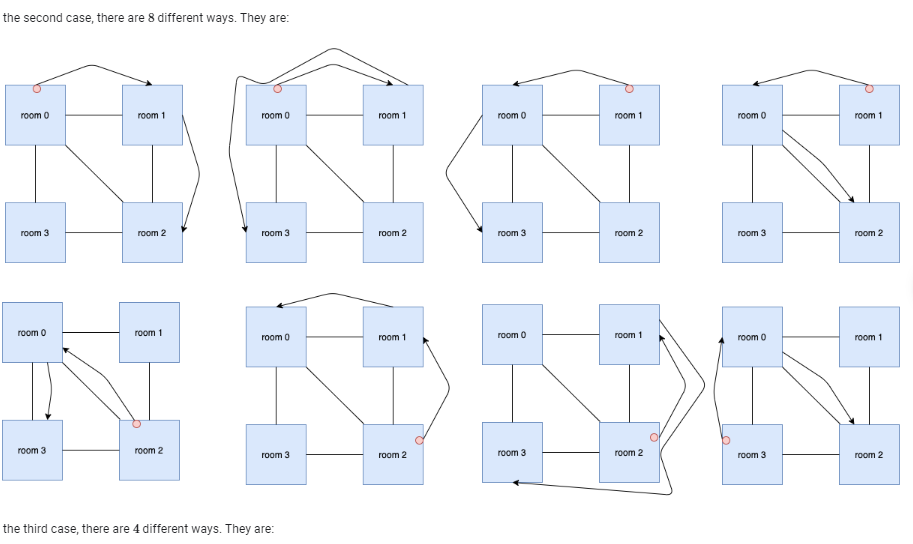 the second case, there are 8 different ways. They are:
room 0 room 1 room 0 room 1 room 0 room 1 room 0 room 1
room 3 room 2 room 3 room 2 room 3 room 2 room 3 room 2
room 0 room 1 room 0 room 1 room 0 room 1 room 0 room 1
room 3 room 2 room 3 room 2 room 3 room 2 room 3 room 2
the third case, there are 4 different ways. They are: